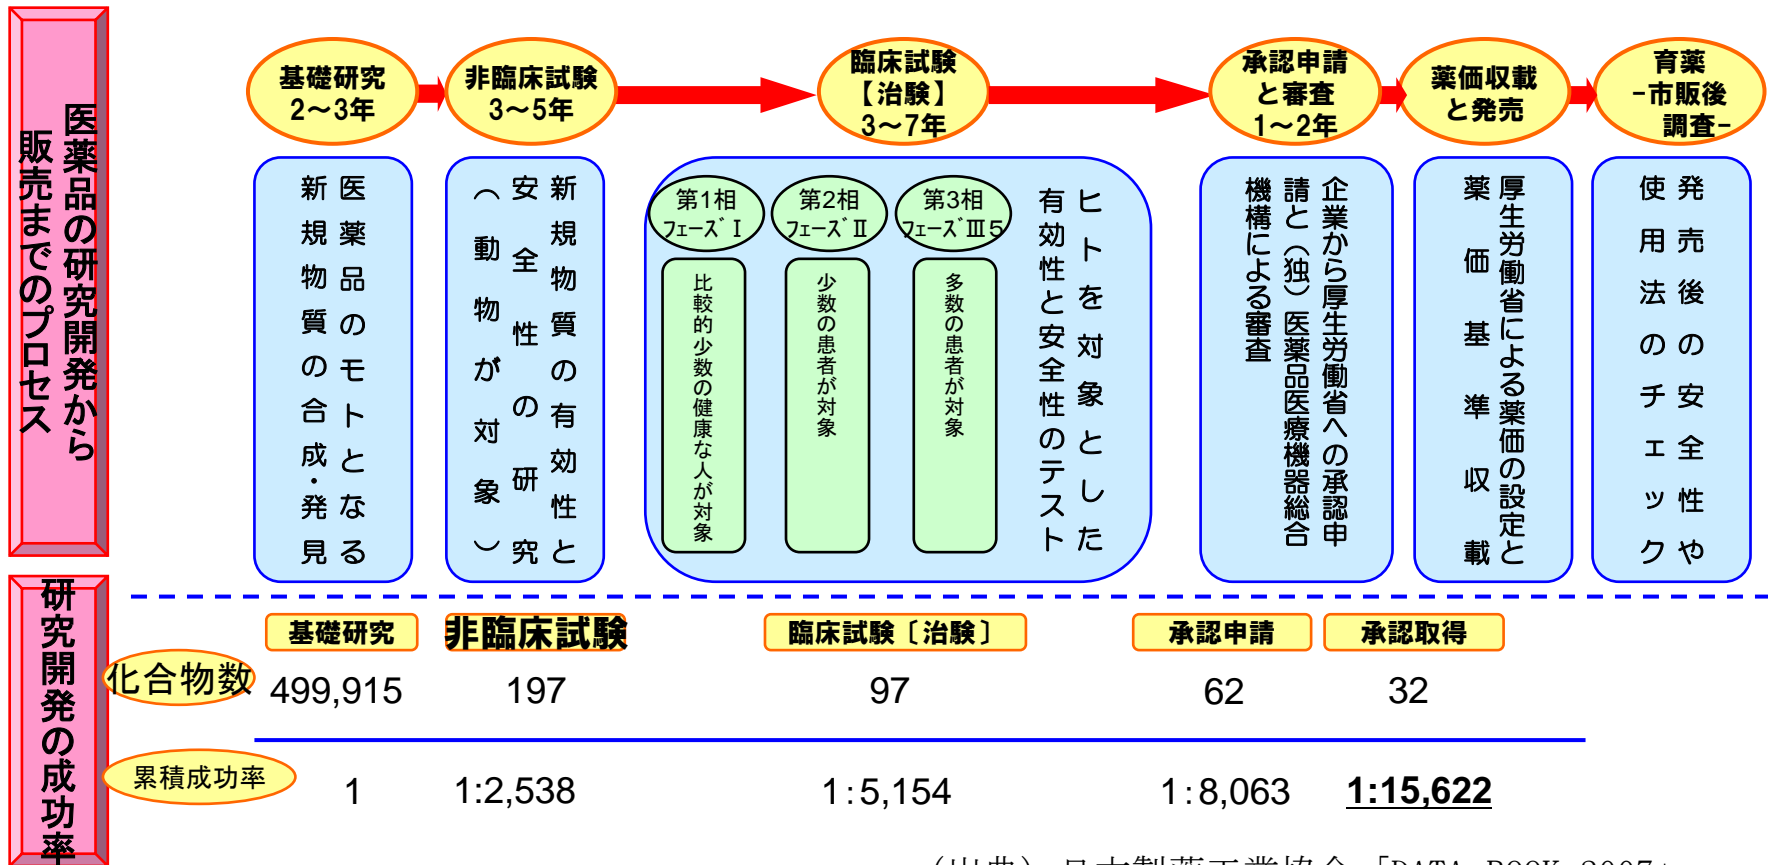 医薬品の研究開発から
販売までのプロセス
基礎研究
2～3年
非臨床試験
3～5年
臨床試験
【治験】
3～7年
承認申請
と審査
1～2年
薬価収載
と発売
育薬
-市販後
調査-
医薬品のモトとなる
新規物質の合成・発見
新規物質の有効性と
安全性の研究
（動物が対象）
第1相
フェーズⅠ
比較的少数の健康な人が対象
第2相
フェーズⅡ
少数の患者が対象
第3相
フェーズⅢ5
多数の患者が対象
ヒトを対象とした
有効性と安全性のテスト
企業から厚生労働省への承認申
請と（独）医薬品医療機器総合
機構による審査
厚生労働省による薬価の設定と
薬価基準収載
発売後の安全性や
使用法のチェック
研究開発の成功率
基礎研究
非臨床試験
臨床試験〔治験〕
承認申請
承認取得
化合物数
499,915
197
97
62
32
累積成功率
1
1:2,538
1:5,154
1:8,063
1:15,622
（出典）日本製薬工業協会「DATA BOOK 2007」